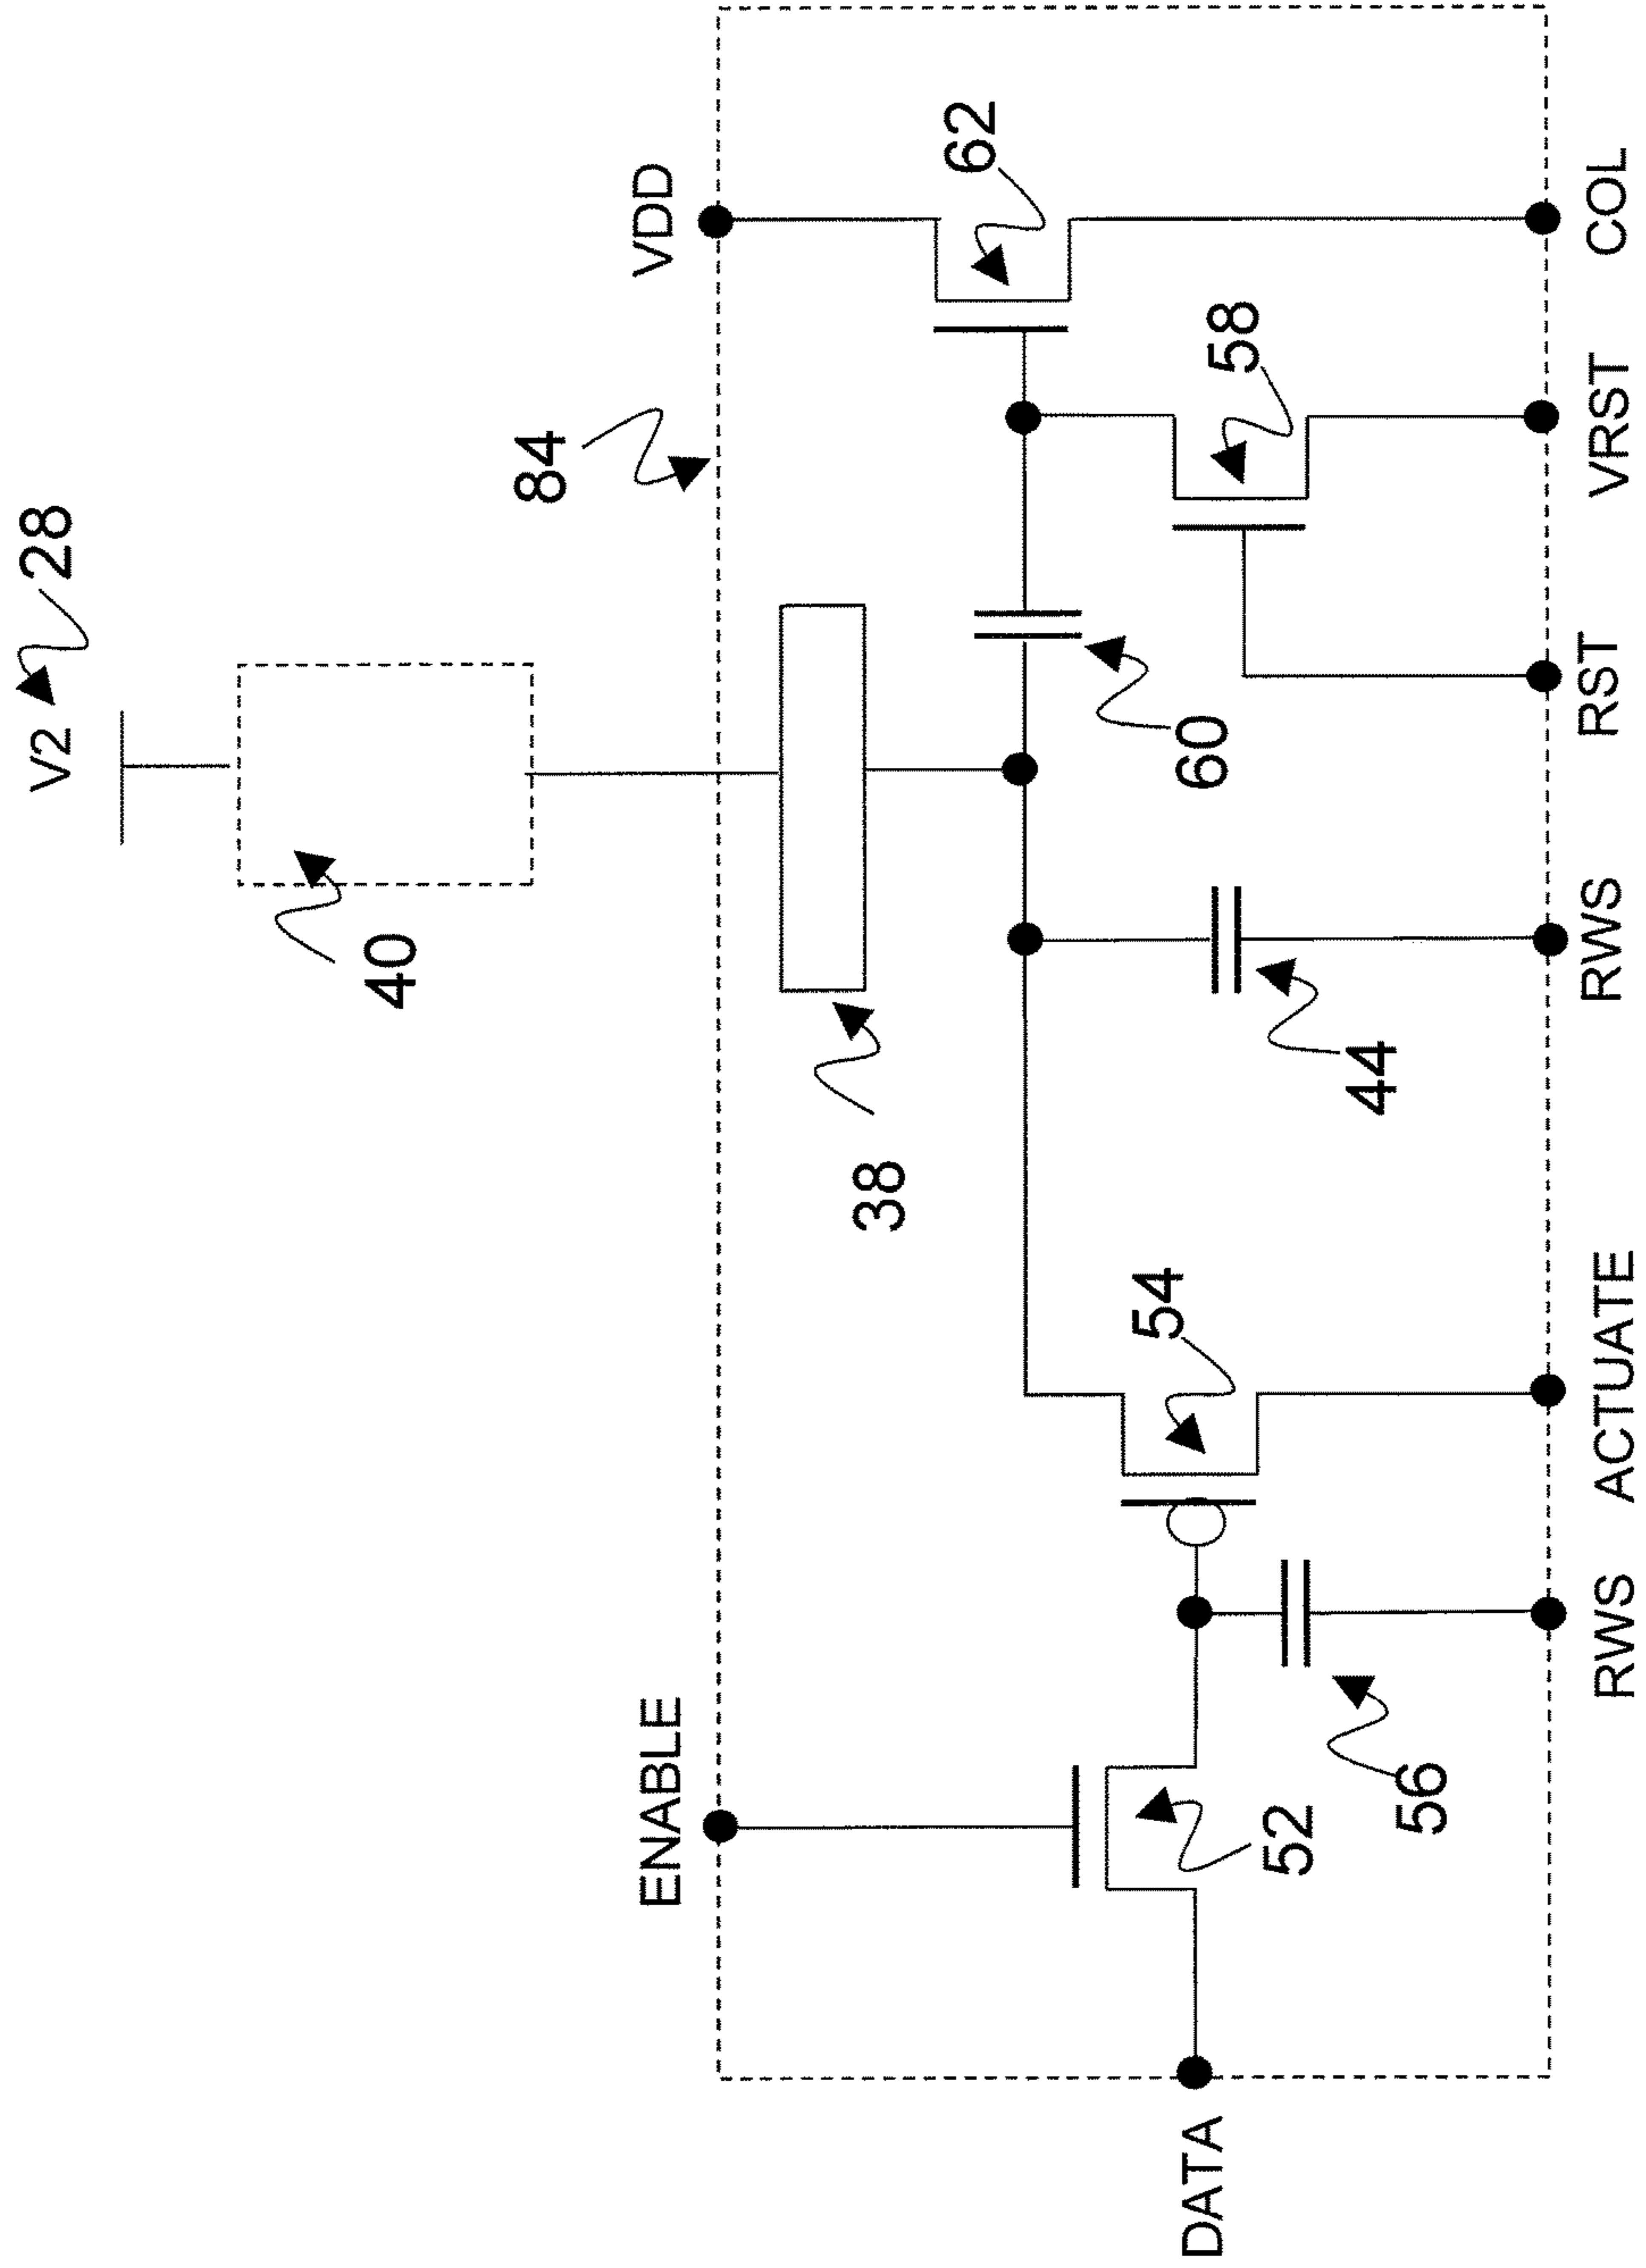 V2 28
40
84
VDD
ENABLE
38
62
54
58
60
44
52
56
DATA
RWS
ACTUATE
RWS
RST
VRST
COL